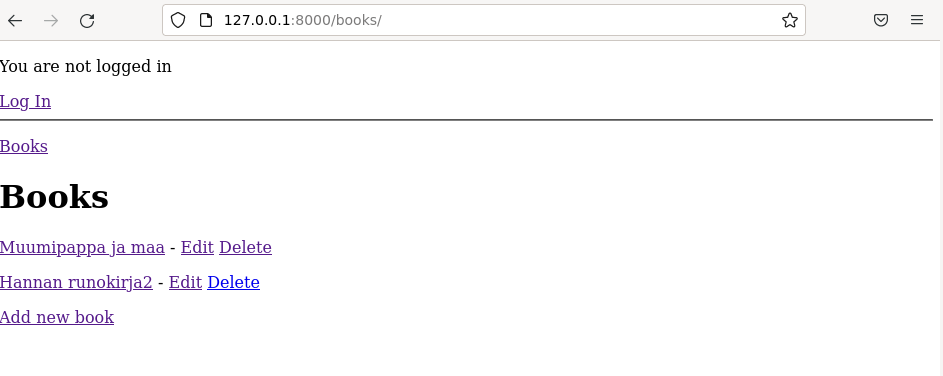 127.0.0.1:8000/books/
You are not logged in
Log In
Books
Books
Muumipappa ja maa - Edit Delete
Hannan runokirja2 - Edit Delete
Add new book